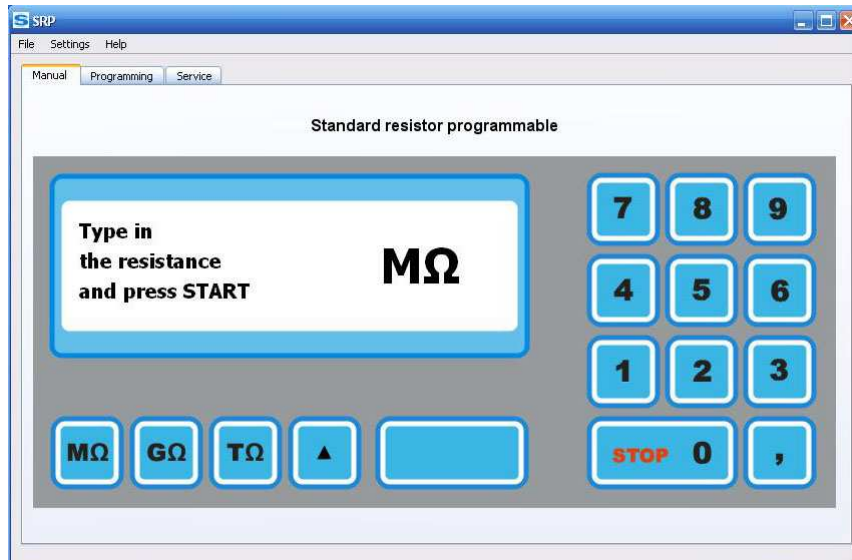 SRP
File Settings Help
Manual Programming Service
Standard resistor programmable
Type in
the resistance
and press START
MΩ
7 8 9
4 5 6
1 2 3
MΩ GΩ TΩ ▲ STOP 0 ,